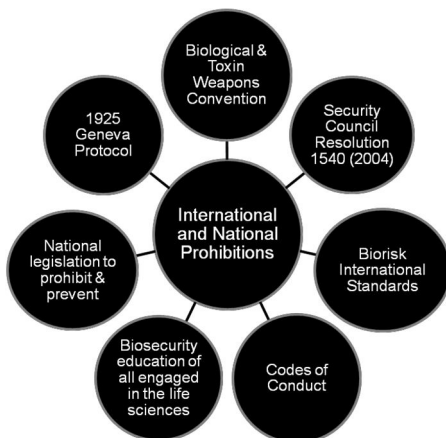 Biological &
Toxin
Weapons
Convention
Security
Council
Resolution
1540 (2004)
Biorisk
International
Standards
Codes of
Conduct
Biosecurity
education of
all engaged
in the life
sciences
National
legislation to
prohibit &
prevent
1925
Geneva
Protocol
International
and National
Prohibitions